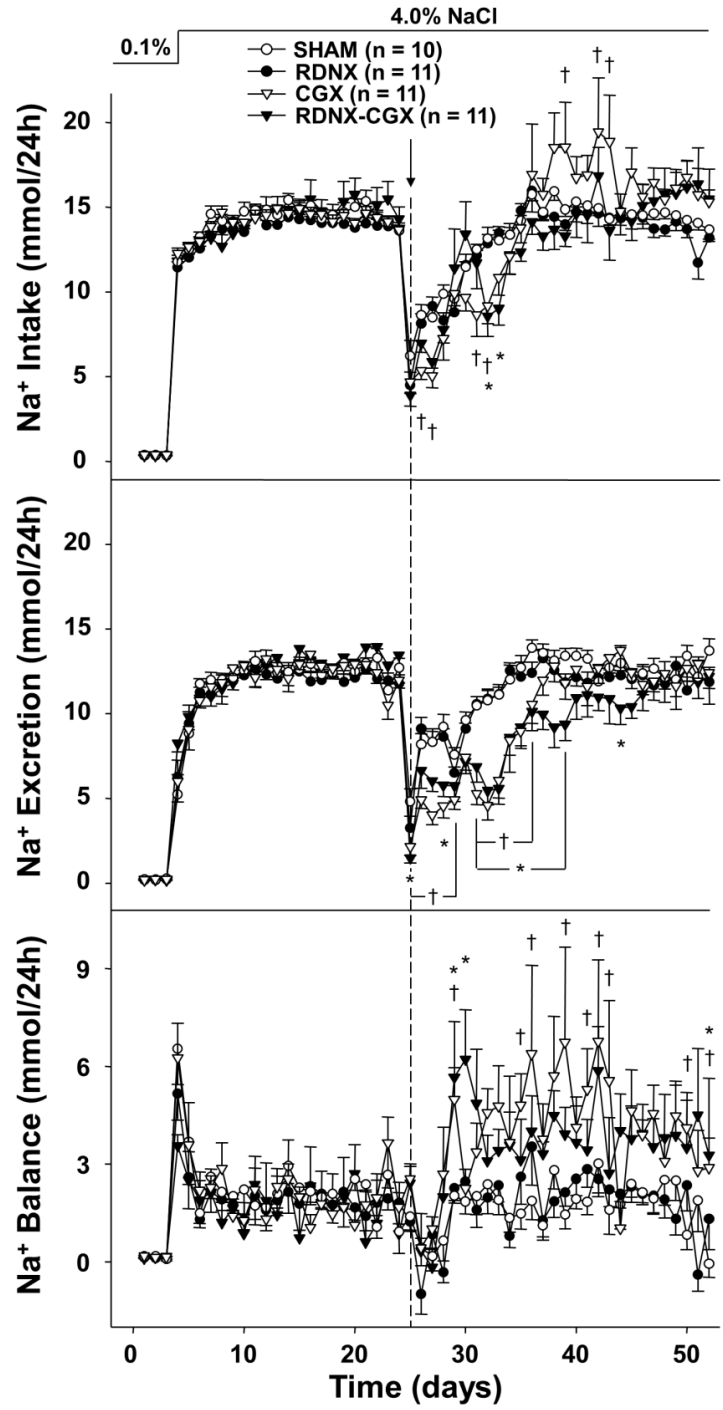 4.0% NaCl
0.1%
SHAM (n = 10)
RDNX (n = 11)
CGX (n = 11)
RDNX-CGX (n = 11)
Na⁺ Intake (mmol/24h)
20
15
10
5
0
† † †
† † *
*
† †
Na⁺ Excretion (mmol/24h)
20
15
10
5
0
*
* †
* †
*
Na⁺ Balance (mmol/24h)
9
6
3
0
* *
† † † † † † † †
*
†
0 10 20 30 40 50
Time (days)